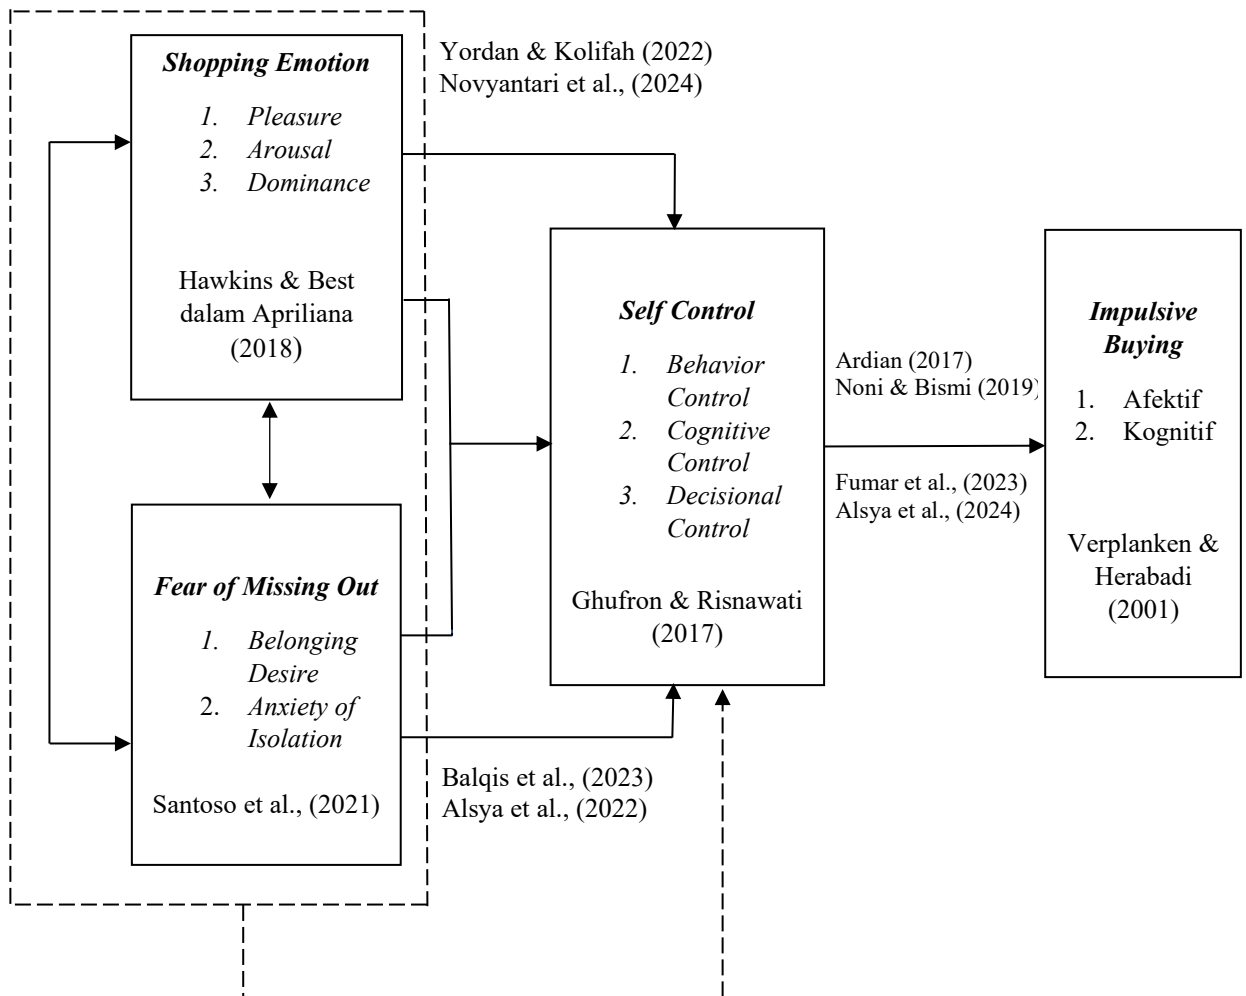 Shopping Emotion
1. Pleasure
2. Arousal
3. Dominance
Hawkins & Best
dalam Apriliana
(2018)
Yordan & Kolifah (2022)
Novyantari et al., (2024)
Fear of Missing Out
1. Belonging
Desire
2. Anxiety of
Isolation
Santoso et al., (2021)
Balqis et al., (2023)
Alsya et al., (2022)
Self Control
1. Behavior
Control
2. Cognitive
Control
3. Decisional
Control
Ghufron & Risnawati
(2017)
Ardian (2017)
Noni & Bismi (2019)
Fumar et al., (2023)
Alsya et al., (2024)
Impulsive
Buying
1. Afektif
2. Kognitif
Verplanken &
Herabadi
(2001)